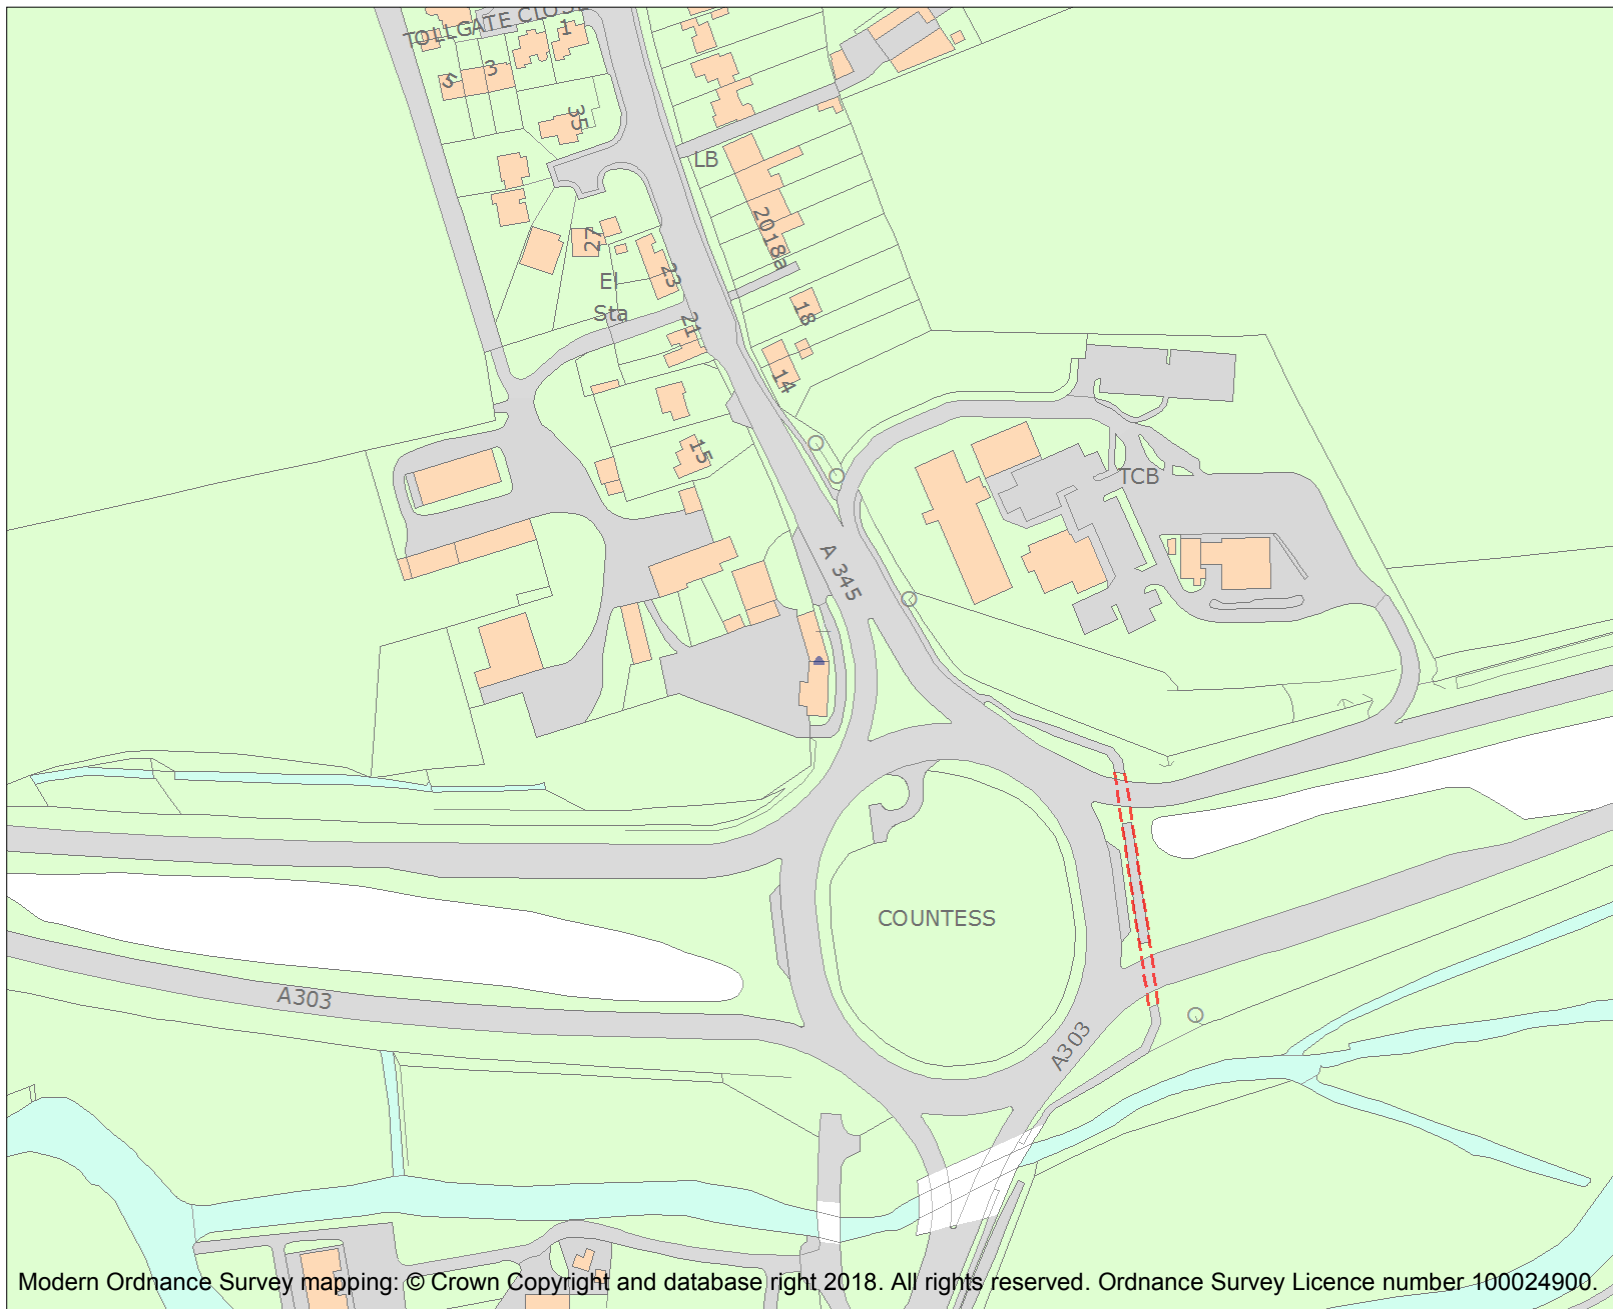 TOLLGATE CLOSE
1
3
5
35
LB
2018a
27
El
Sta
23
21
18
14
15
TCB
A 345
COUNTESS
A303
A303
Modern Ordnance Survey mapping: © Crown Copyright and database right 2018. All rights reserved. Ordnance Survey Licence number 100024900.